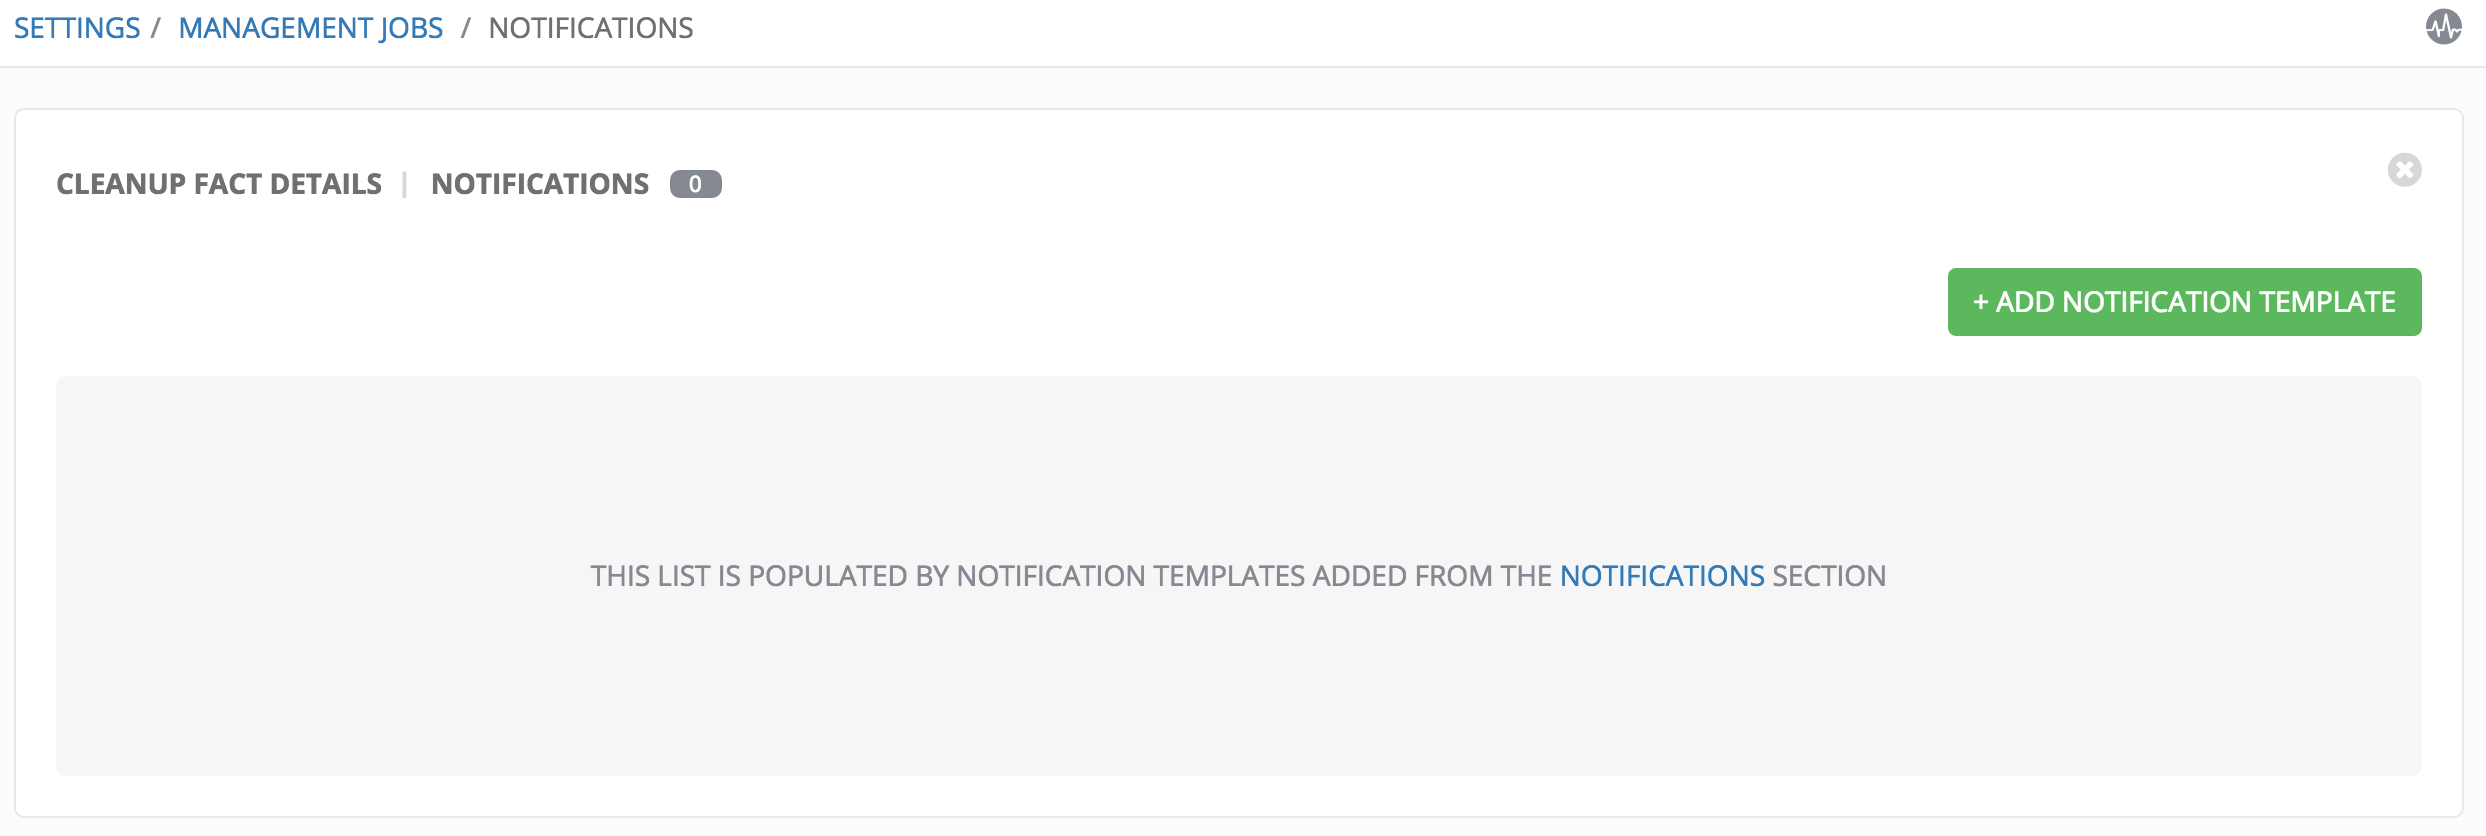 SETTINGS / MANAGEMENT JOBS / NOTIFICATIONS
CLEANUP FACT DETAILS | NOTIFICATIONS 0
+ ADD NOTIFICATION TEMPLATE
THIS LIST IS POPULATED BY NOTIFICATION TEMPLATES ADDED FROM THE NOTIFICATIONS SECTION